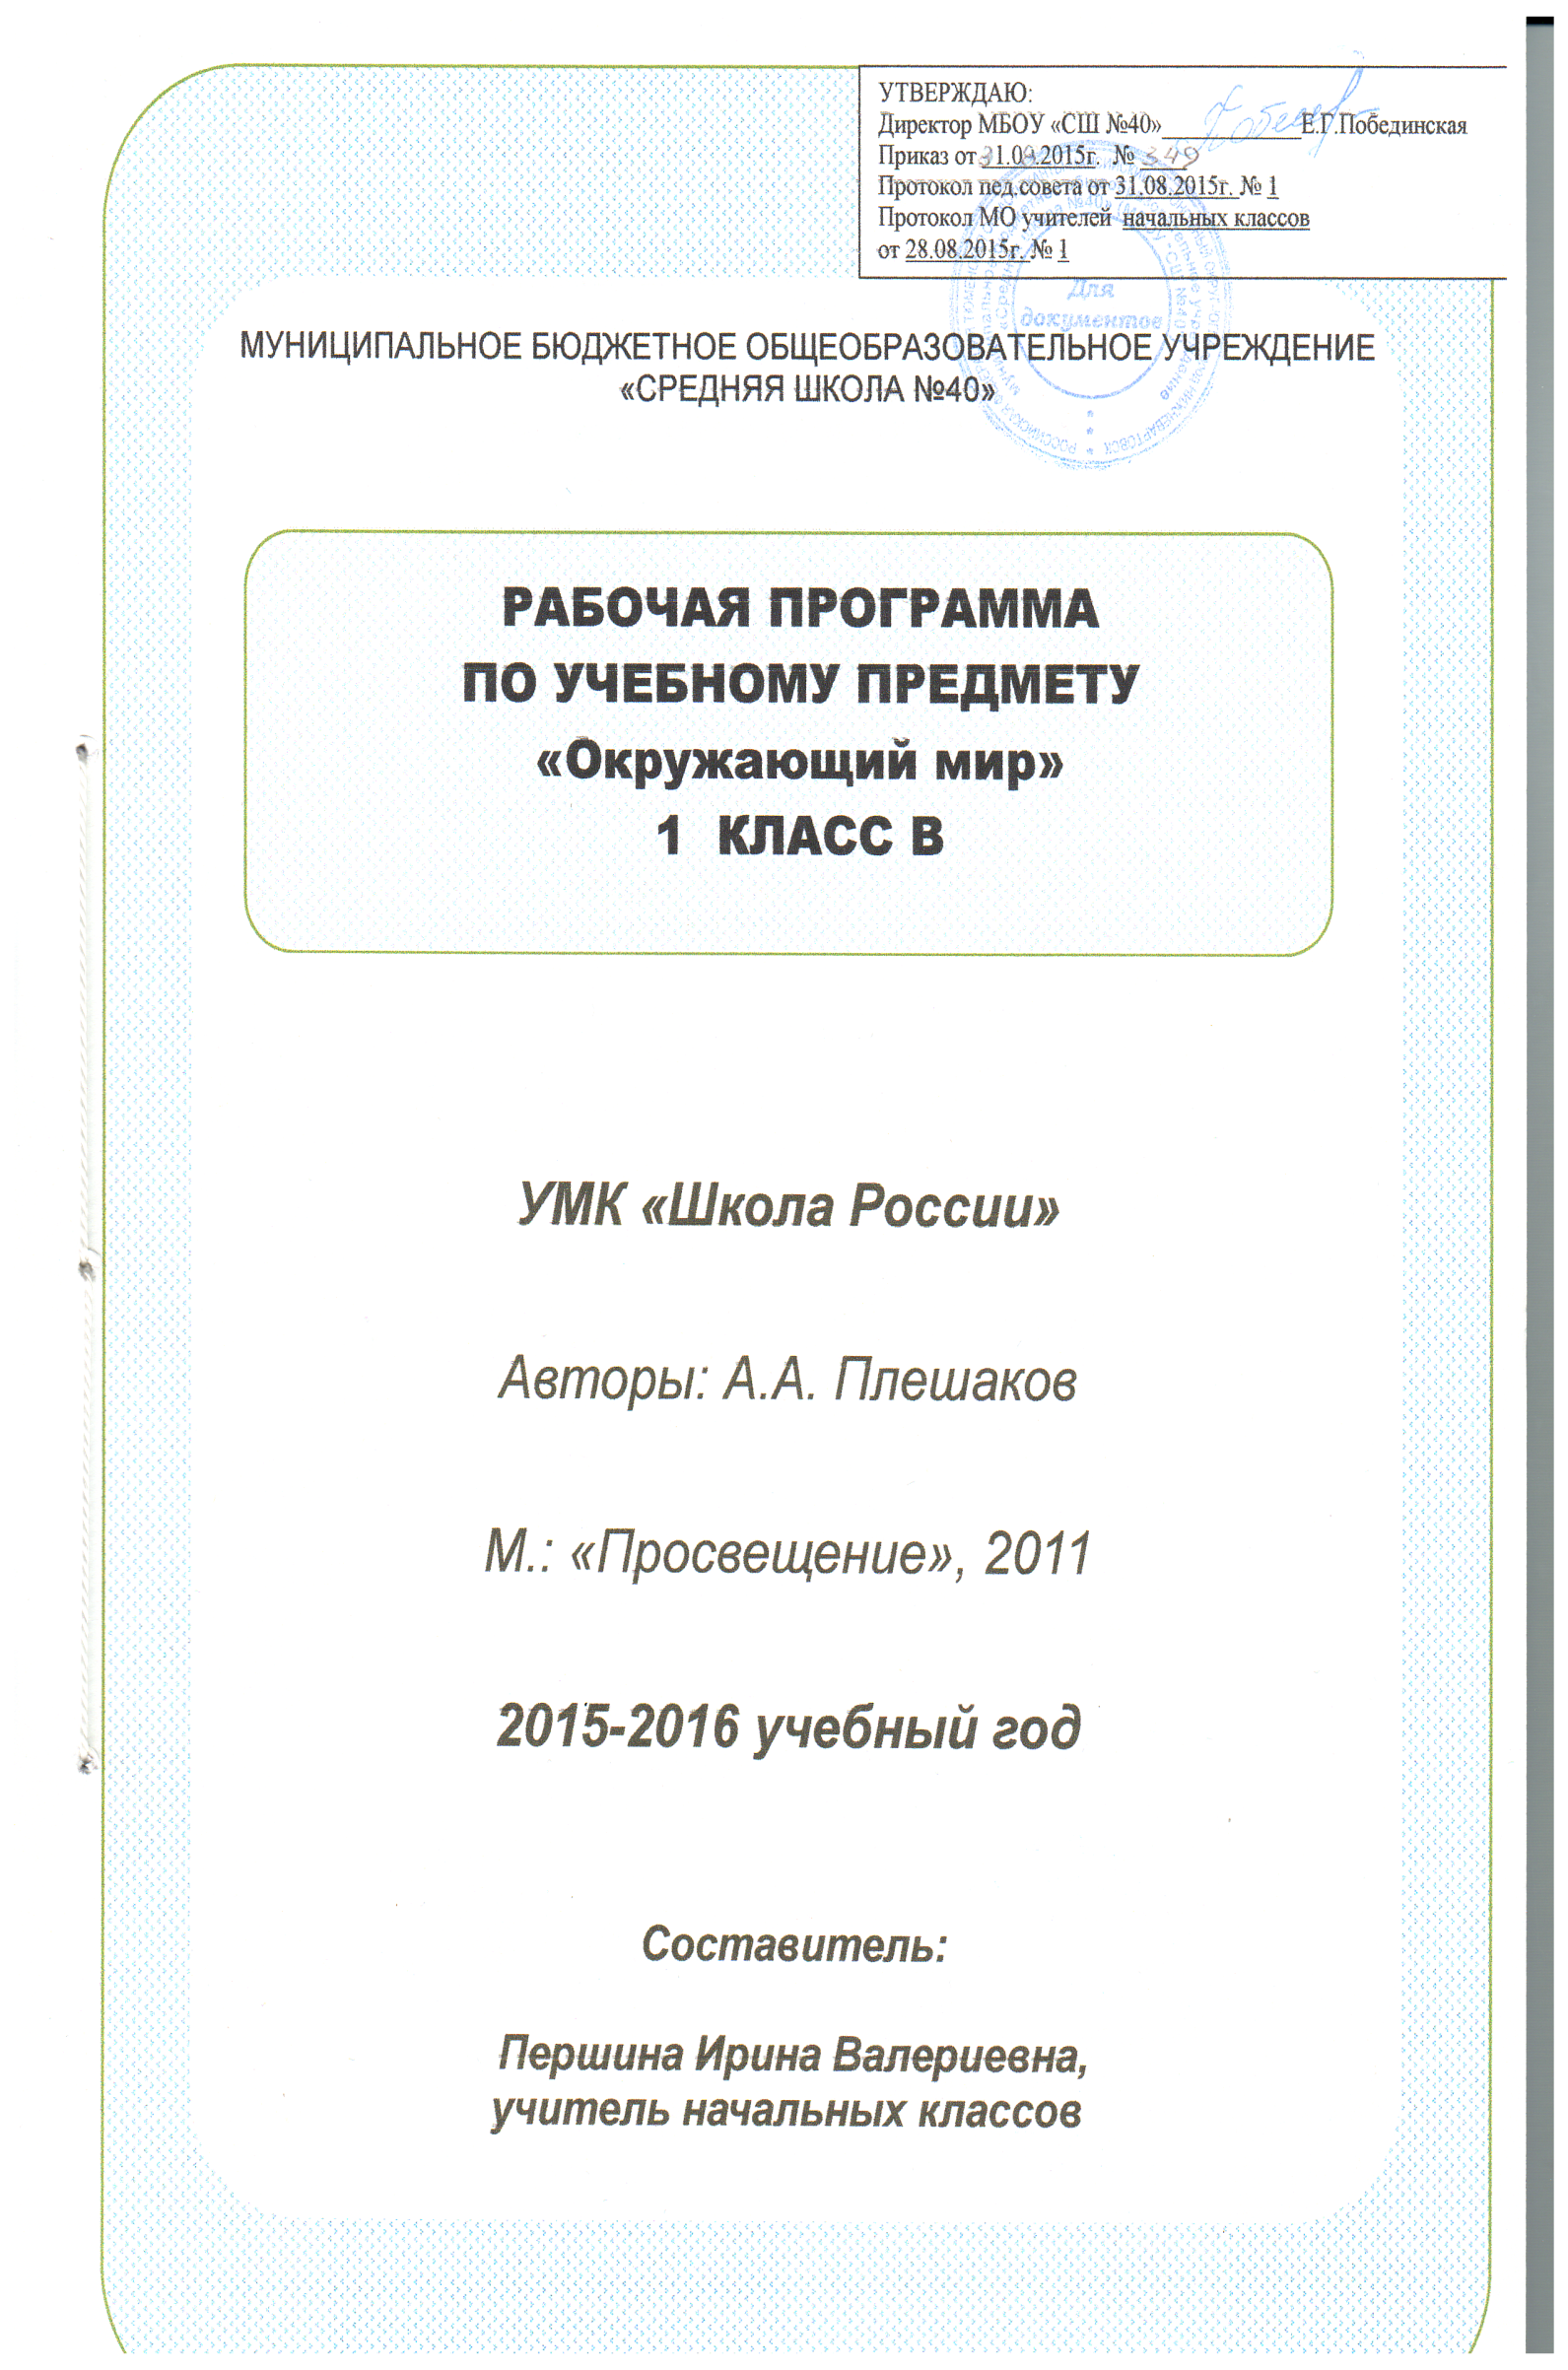 УТВЕРЖДАЮ:
Директор МБОУ «СШ №40»____________Е.Г.Побединская
Приказ от 31.08.2015г. № 349
Протокол пед.совета от 31.08.2015г. № 1
Протокол МО учителей начальных классов
от 28.08.2015г. № 1
Для
документов
МУНИЦИПАЛЬНОЕ БЮДЖЕТНОЕ ОБЩЕОБРАЗОВАТЕЛЬНОЕ УЧРЕЖДЕНИЕ
«СРЕДНЯЯ ШКОЛА №40»
РАБОЧАЯ ПРОГРАММА
ПО УЧЕБНОМУ ПРЕДМЕТУ
«Окружающий мир»
1 КЛАСС В
УМК «Школа России»
Авторы: А.А. Плешаков
М.: «Просвещение», 2011
2015-2016 учебный год
Составитель:
Першина Ирина Валериевна,
учитель начальных классов